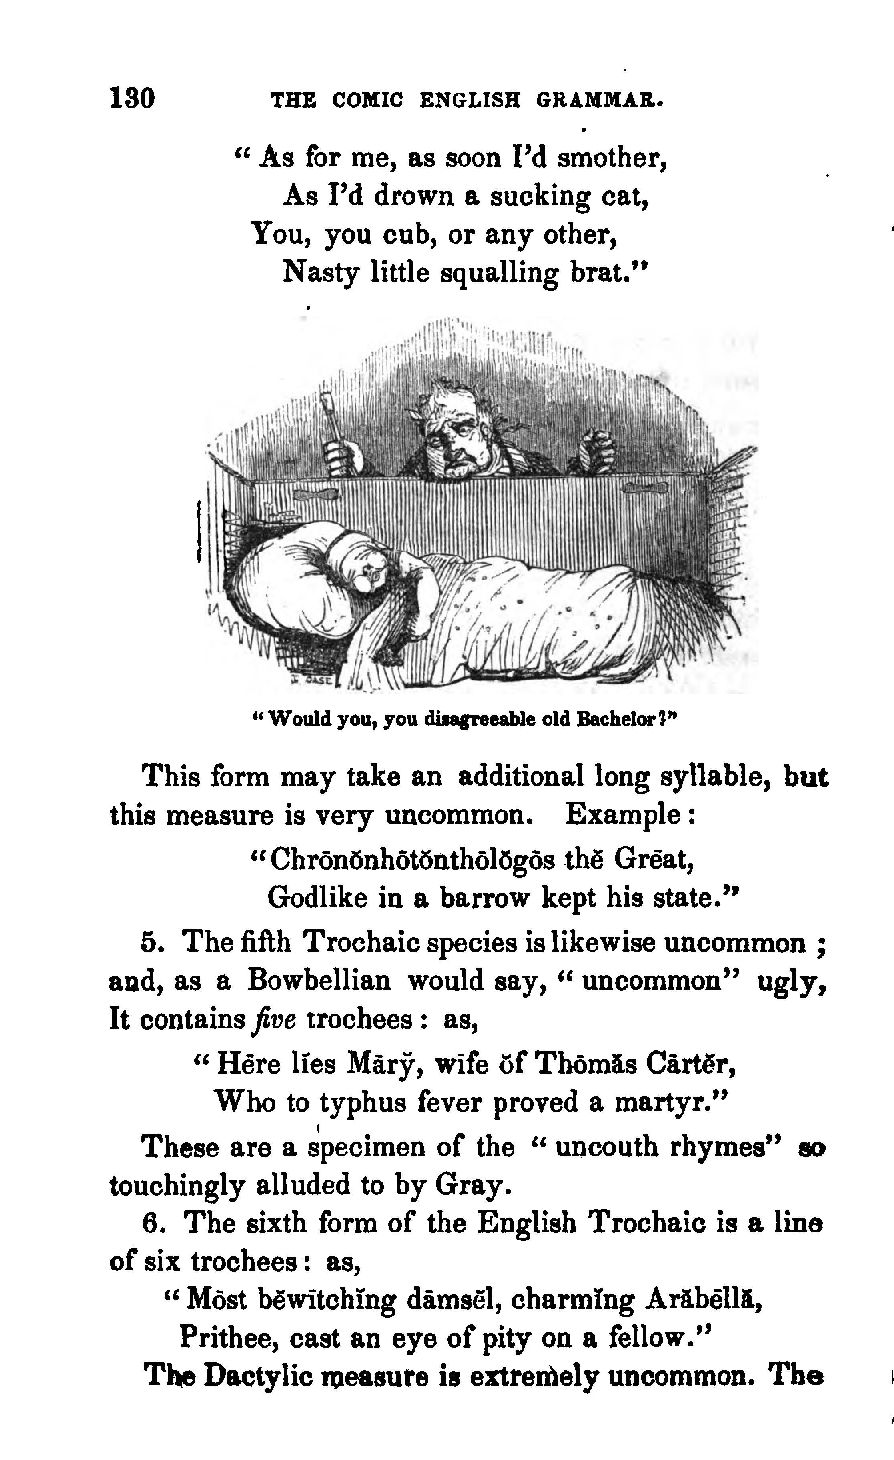 130 THE COMIC ENGLISH GRAMMAR.
“ As for me, as soon I’d smother,
As I’d drown a sucking cat,
You, you cub, or any other,
Nasty little squalling brat.”
“ Would you, you disagreeable old Bachelor?”
This form may take an additional long syllable, but
this measure is very uncommon. Example :
“Chrōnŏnhōtŏnthōlŏgōs thĕ Grēat,
Godlike in a barrow kept his state.”
5. The fifth Trochaic species is likewise uncommon ;
and, as a Bowbellian would say, “ uncommon” ugly,
It contains five trochees : as,
“ Hēre lĭes Māry̆, wīfe ŏf Thōmăs Cārtĕr,
Who to typhus fever proved a martyr.”
These are a specimen of the “ uncouth rhymes” so
touchingly alluded to by Gray.
6. The sixth form of the English Trochaic is a line
of six trochees : as,
“ Mōst bĕwītchĭng dāmsĕl, charmĭng Arăbēllă,
Prithee, cast an eye of pity on a fellow.”
The Dactylic measure is extremely uncommon. The